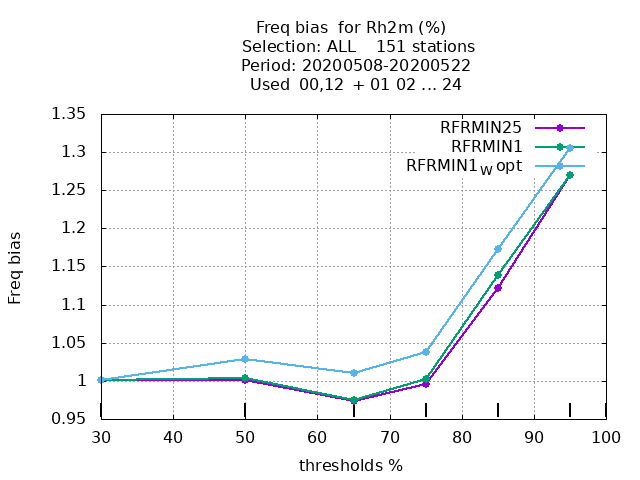 Freq bias  for Rh2m (%)
Selection: ALL    151 stations
Period: 20200508-20200522
Used  00,12  + 01 02 ... 24
1.35
1.3
1.25
1.2
1.15
1.1
1.05
1
0.95
Freq bias
RFRMIN25
RFRMIN1
RFRMIN1W opt
30 40 50 60 70 80 90 100
thresholds %